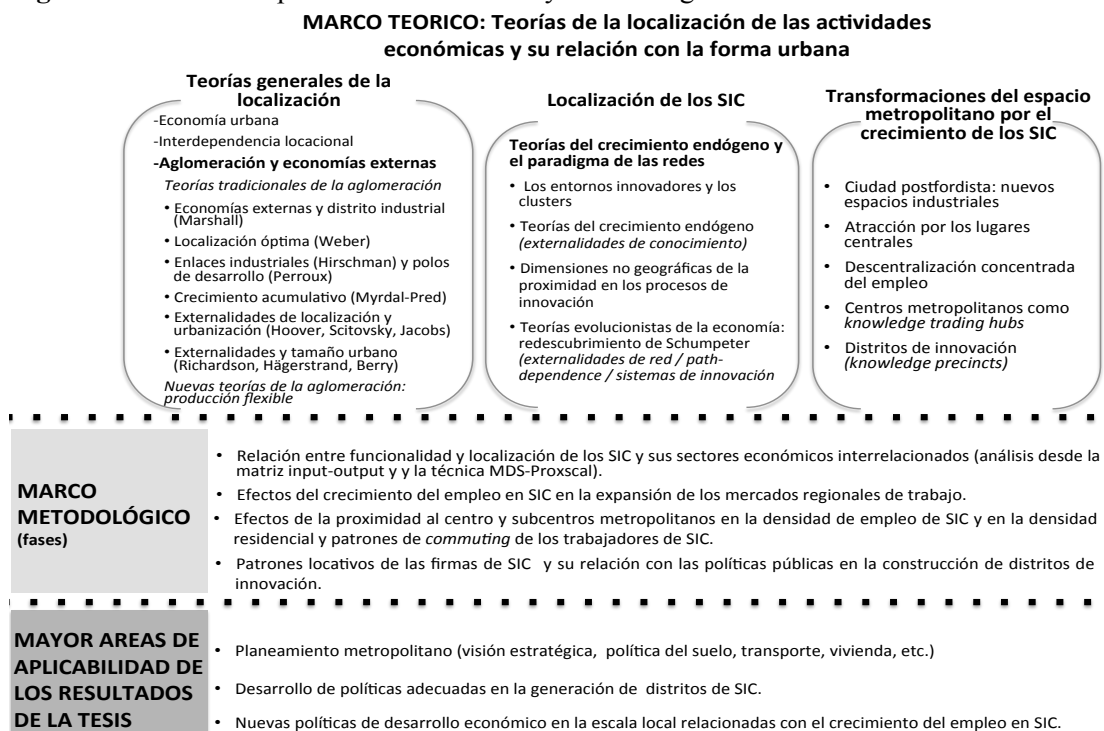 MARCO TEORICO: Teorías de la localización de las actividades
económicas y su relación con la forma urbana
Teorías generales de la
localización
-Economía urbana
-Interdependencia locacional
-Aglomeración y economías externas
Teorías tradicionales de la aglomeración
• Economías externas y distrito industrial
(Marshall)
• Localización óptima (Weber)
• Enlaces industriales (Hirschman) y polos
de desarrollo (Perroux)
• Crecimiento acumulativo (Myrdal-Pred)
• Externalidades de localización y
urbanización (Hoover, Scitovsky, Jacobs)
• Externalidades y tamaño urbano
(Richardson, Hägerstrand, Berry)
Nuevas teorías de la aglomeración:
producción flexible
Localización de los SIC
Teorías del crecimiento endógeno y
el paradigma de las redes
• Los entornos innovadores y los
clusters
• Teorías del crecimiento endógeno
(externalidades de conocimiento)
• Dimensiones no geográficas de la
proximidad en los procesos de
innovación
• Teorías evolucionistas de la economía:
redescubrimiento de Schumpeter
(externalidades de red / path-
dependence / sistemas de innovación
Transformaciones del espacio
metropolitano por el
crecimiento de los SIC
• Ciudad postfordista: nuevos
espacios industriales
• Atracción por los lugares
centrales
• Descentralización concentrada
del empleo
• Centros metropolitanos como
knowledge trading hubs
• Distritos de innovación
(knowledge precincts)
MARCO
METODOLÓGICO
(fases)
• Relación entre funcionalidad y localización de los SIC y sus sectores económicos interrelacionados (análisis desde la
matriz input-output y y la técnica MDS-Proxscal).
• Efectos del crecimiento del empleo en SIC en la expansión de los mercados regionales de trabajo.
• Efectos de la proximidad al centro y subcentros metropolitanos en la densidad de empleo de SIC y en la densidad
residencial y patrones de commuting de los trabajadores de SIC.
• Patrones locativos de las firmas de SIC y su relación con las políticas públicas en la construcción de distritos de
innovación.
MAYOR AREAS DE
APLICABILIDAD DE
LOS RESULTADOS
DE LA TESIS
• Planeamiento metropolitano (visión estratégica, política del suelo, transporte, vivienda, etc.)
• Desarrollo de políticas adecuadas en la generación de distritos de SIC.
• Nuevas políticas de desarrollo económico en la escala local relacionadas con el crecimiento del empleo en SIC.